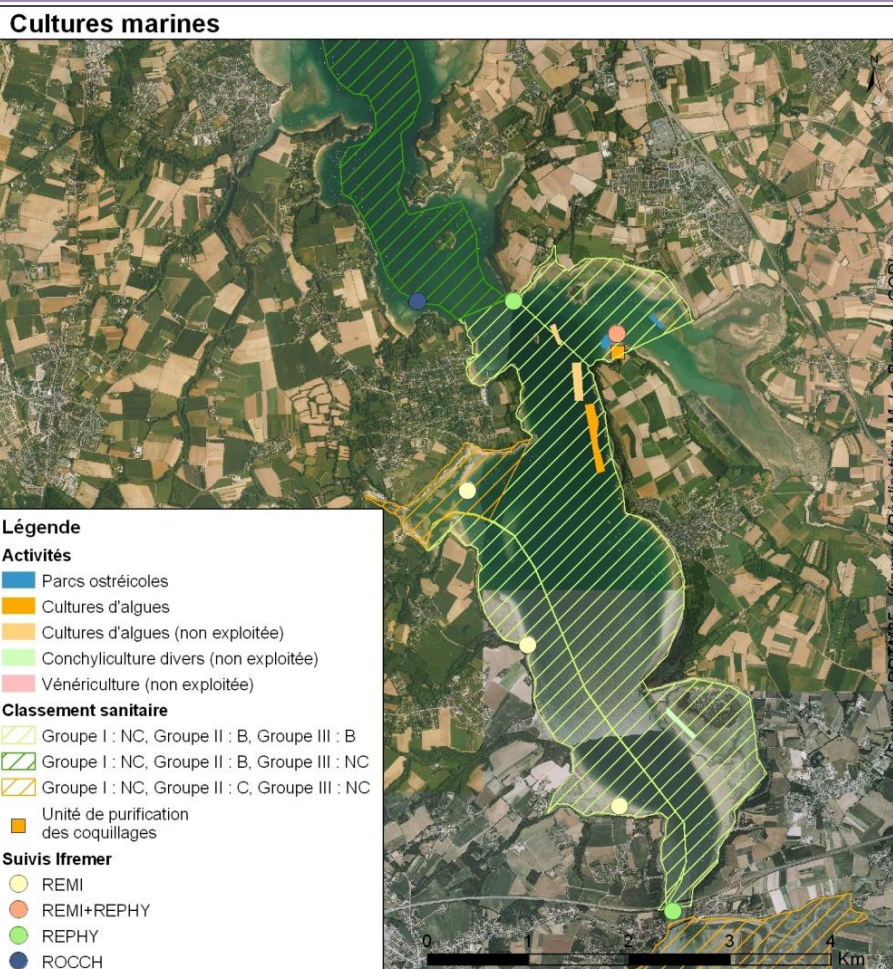 Cultures marines
Légende
Activités
Parcs ostréicoles
Cultures d'algues
Cultures d'algues (non exploitée)
Conchyliculture divers (non exploitée)
Vénériculture (non exploitée)
Classement sanitaire
Groupe I : NC, Groupe II : B, Groupe III : B
Groupe I : NC, Groupe II : B, Groupe III : NC
Groupe I : NC, Groupe II : C, Groupe III : NC
Unité de purification
des coquillages
Suivis Ifremer
REMI
REMI+REPHY
REPHY
ROCCH
0 1 2 3 4
Km